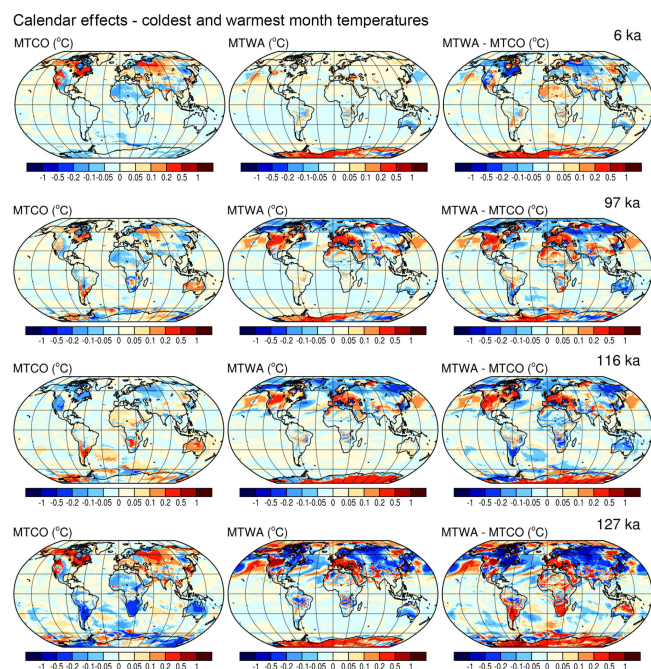 Calendar effects - coldest and warmest month temperatures
6 ka
MTCO (°C) MTWA (°C) MTWA - MTCO (°C)
-1 -0.5 -0.2 -0.1-0.05 0 0.05 0.1 0.2 0.5 1 -1 -0.5 -0.2 -0.1-0.05 0 0.05 0.1 0.2 0.5 1 -1 -0.5 -0.2 -0.1-0.05 0 0.05 0.1 0.2 0.5 1
97 ka
MTCO (°C) MTWA (°C) MTWA - MTCO (°C)
-1 -0.5 -0.2 -0.1-0.05 0 0.05 0.1 0.2 0.5 1 -1 -0.5 -0.2 -0.1-0.05 0 0.05 0.1 0.2 0.5 1 -1 -0.5 -0.2 -0.1-0.05 0 0.05 0.1 0.2 0.5 1
116 ka
MTCO (°C) MTWA (°C) MTWA - MTCO (°C)
-1 -0.5 -0.2 -0.1-0.05 0 0.05 0.1 0.2 0.5 1 -1 -0.5 -0.2 -0.1-0.05 0 0.05 0.1 0.2 0.5 1 -1 -0.5 -0.2 -0.1-0.05 0 0.05 0.1 0.2 0.5 1
127 ka
MTCO (°C) MTWA (°C) MTWA - MTCO (°C)
-1 -0.5 -0.2 -0.1-0.05 0 0.05 0.1 0.2 0.5 1 -1 -0.5 -0.2 -0.1-0.05 0 0.05 0.1 0.2 0.5 1 -1 -0.5 -0.2 -0.1-0.05 0 0.05 0.1 0.2 0.5 1